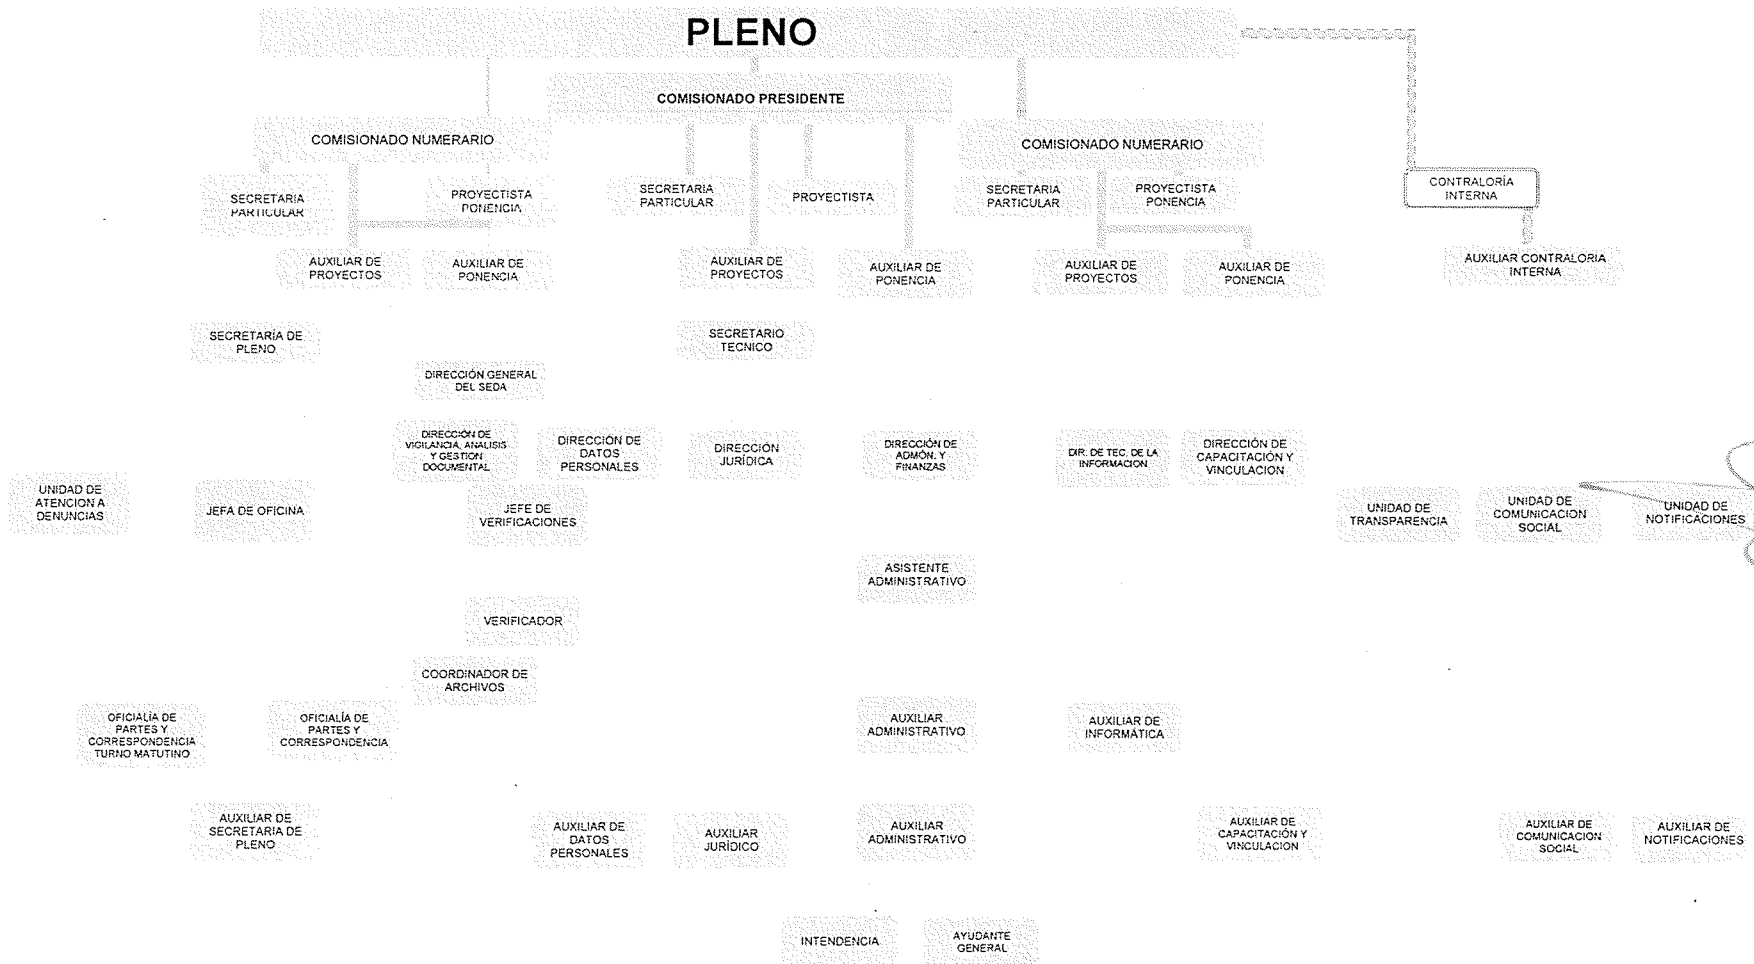 PLENO
COMISIONADO PRESIDENTE
COMISIONADO NUMERARIO
COMISIONADO NUMERARIO
SECRETARIA
PARTICULAR
PROYECTISTA
PONENCIA
SECRETARIA
PARTICULAR
PROYECTISTA
SECRETARIA
PARTICULAR
PROYECTISTA
PONENCIA
CONTRALORÍA
INTERNA
AUXILIAR DE
PROYECTOS
AUXILIAR DE
PONENCIA
AUXILIAR DE
PROYECTOS
AUXILIAR DE
PONENCIA
AUXILIAR DE
PROYECTOS
AUXILIAR DE
PONENCIA
AUXILIAR CONTRALORIA
INTERNA
SECRETARÍA DE
PLENO
SECRETARIO
TECNICO
DIRECCIÓN GENERAL
DEL SEDA
DIRECCIÓN DE
VIGILANCIA, ANALISIS
Y GESTION
DOCUMENTAL
DIRECCIÓN DE
DATOS
PERSONALES
DIRECCIÓN
JURÍDICA
DIRECCIÓN DE
ADMÓN. Y
FINANZAS
DIR. DE TEC. DE LA
INFORMACION
DIRECCIÓN DE
CAPACITACIÓN Y
VINCULACION
UNIDAD DE
ATENCION A
DENUNCIAS
JEFA DE OFICINA
JEFE DE
VERIFICACIONES
UNIDAD DE
TRANSPARENCIA
UNIDAD DE
COMUNICACION
SOCIAL
UNIDAD DE
NOTIFICACIONES
ASISTENTE
ADMINISTRATIVO
VERIFICADOR
COORDINADOR DE
ARCHIVOS
OFICIALÍA DE
PARTES Y
CORRESPONDENCIA
TURNO MATUTINO
OFICIALÍA DE
PARTES Y
CORRESPONDENCIA
AUXILIAR
ADMINISTRATIVO
AUXILIAR DE
INFORMÁTICA
AUXILIAR DE
SECRETARIA DE
PLENO
AUXILIAR DE
DATOS
PERSONALES
AUXILIAR
JURÍDICO
AUXILIAR
ADMINISTRATIVO
AUXILIAR DE
CAPACITACIÓN Y
VINCULACION
AUXILIAR DE
COMUNICACION
SOCIAL
AUXILIAR DE
NOTIFICACIONES
INTENDENCIA
AYUDANTE
GENERAL